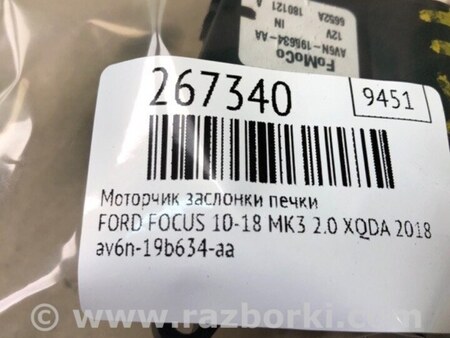 FoMoCo
AV6N-19B634-AA
12V IN
6652A 180121 A
267340
9451
Моторчик заслонки печки
FORD FOCUS 10-18 MK3 2.0 XQDA 2018
av6n-19b634-aa
www.razborki.com